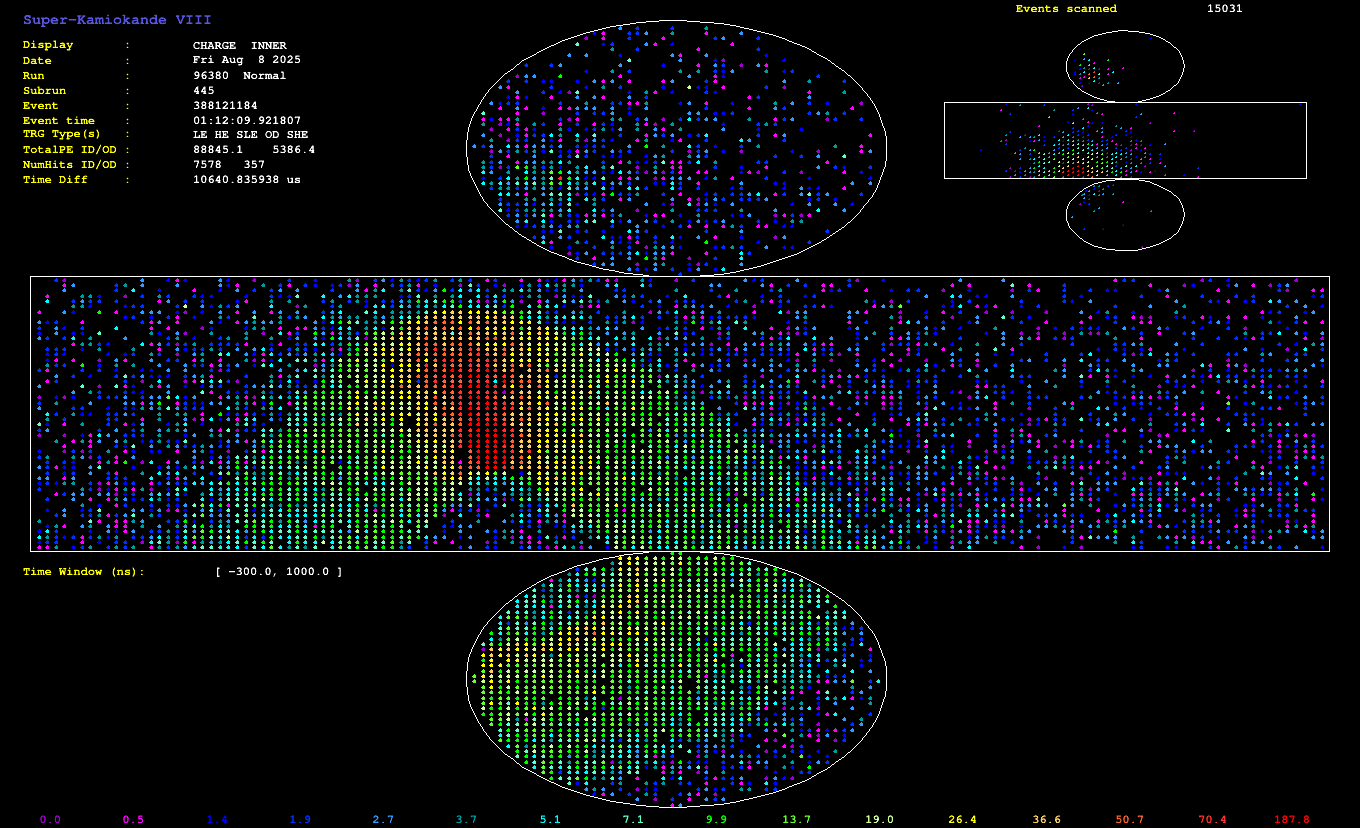 Super-Kamiokande VIII
Events scanned 15031
Display : CHARGE INNER
Date : Fri Aug 8 2025
Run : 96380 Normal
Subrun : 445
Event : 388121184
Event time : 01:12:09.921807
TRG Type(s) : LE HE SLE OD SHE
TotalPE ID/OD : 88845.1 5386.4
NumHits ID/OD : 7578 357
Time Diff : 10640.835938 us
Time Window (ns): [ -300.0, 1000.0 ]
0.0 0.5 1.4 1.9 2.7 3.7 5.1 7.1 9.9 13.7 19.0 26.4 36.6 50.7 70.4 187.8